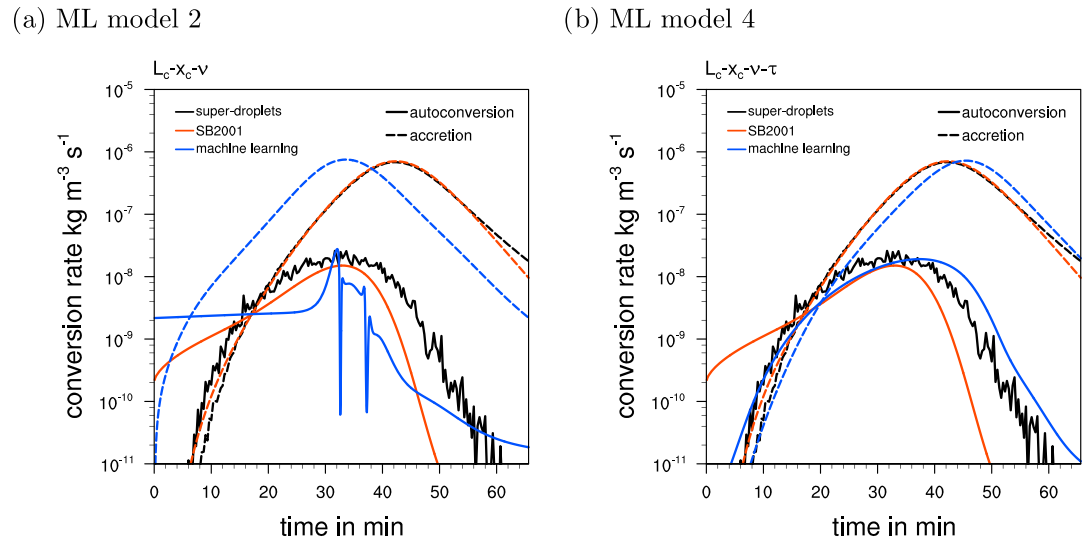 (a) ML model 2
L_c-x_c-ν
10^-5
10^-6
10^-7
10^-8
10^-9
10^-10
10^-11
conversion rate kg m^-3 s^-1
super-droplets
SB2001
machine learning
autoconversion
accretion
0 10 20 30 40 50 60
time in min
(b) ML model 4
L_c-x_c-ν-τ
10^-5
10^-6
10^-7
10^-8
10^-9
10^-10
10^-11
conversion rate kg m^-3 s^-1
super-droplets
SB2001
machine learning
autoconversion
accretion
0 10 20 30 40 50 60
time in min